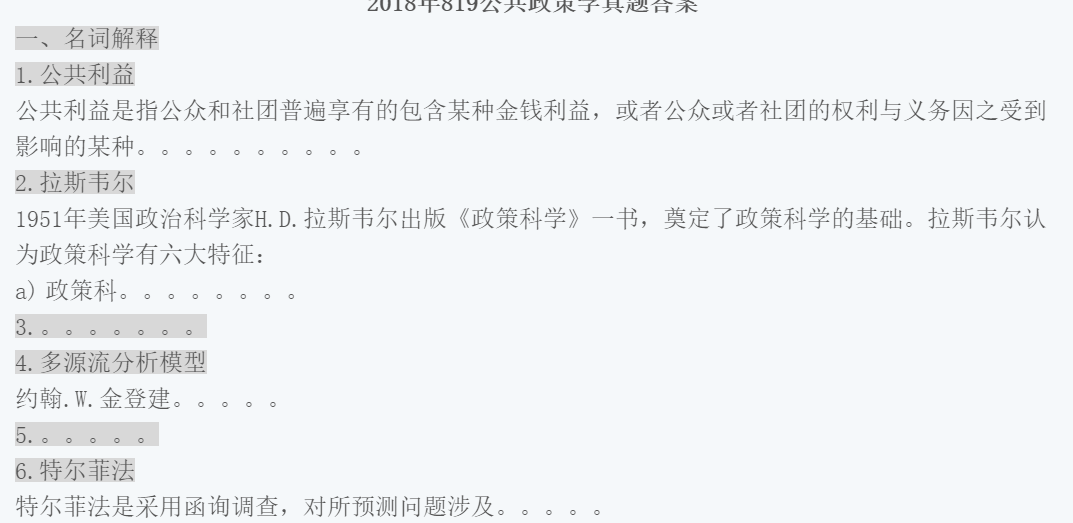 2018年819公共政策学真题答案
一、名词解释
1.公共利益
公共利益是指公众和社团普遍享有的包含某种金钱利益，或者公众或者社团的权利与义务因之受到
影响的某种。。。。。。。。。。
2.拉斯韦尔
1951年美国政治科学家H.D.拉斯韦尔出版《政策科学》一书，奠定了政策科学的基础。拉斯韦尔认
为政策科学有六大特征：
a) 政策科。。。。。。。。
3.。。。。。。。
4.多源流分析模型
约翰.W.金登建。。。。。
5.。。。。。
6.特尔菲法
特尔菲法是采用函询调查，对所预测问题涉及。。。。。